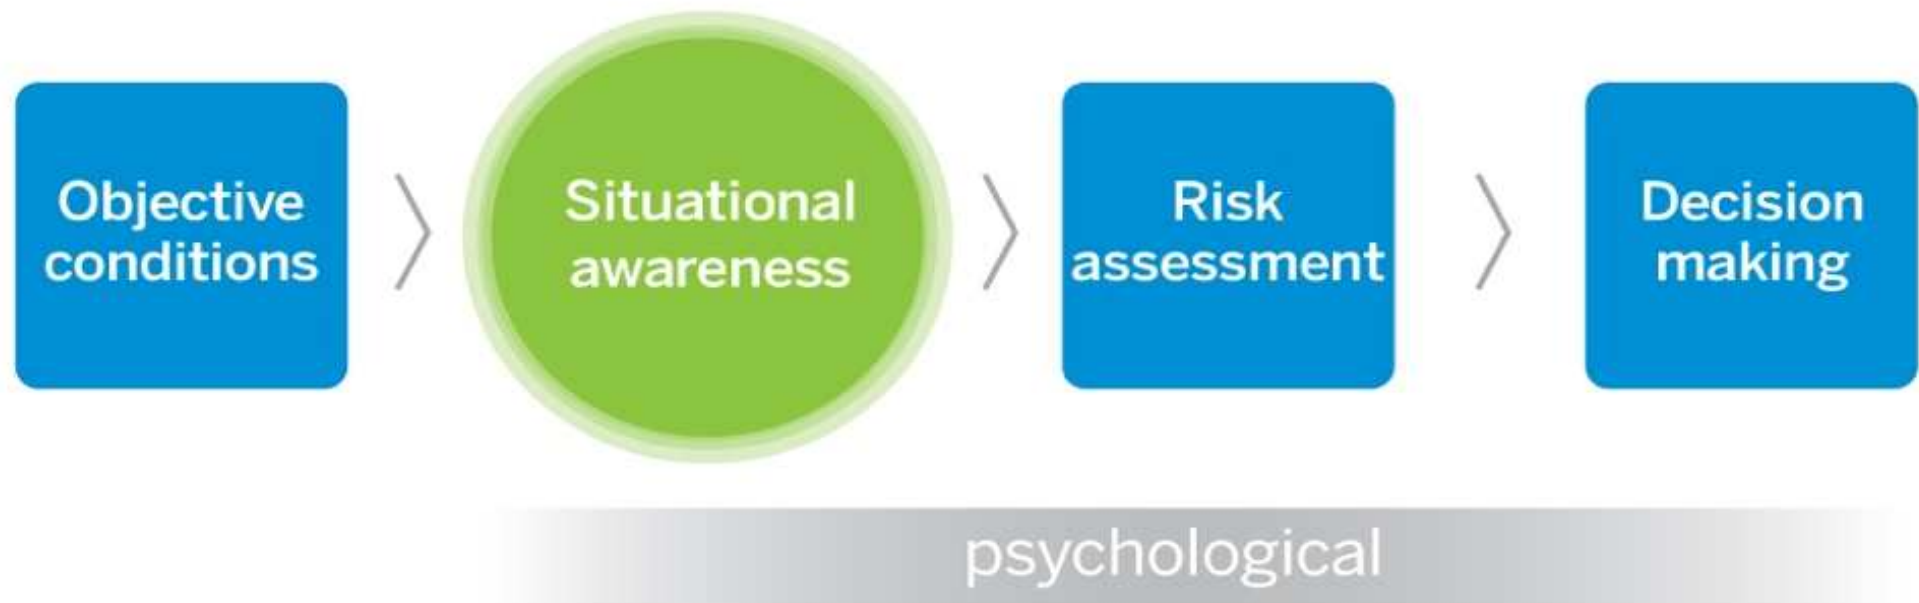 Objective
conditions
Situational
awareness
Risk
assessment
Decision
making
psychological